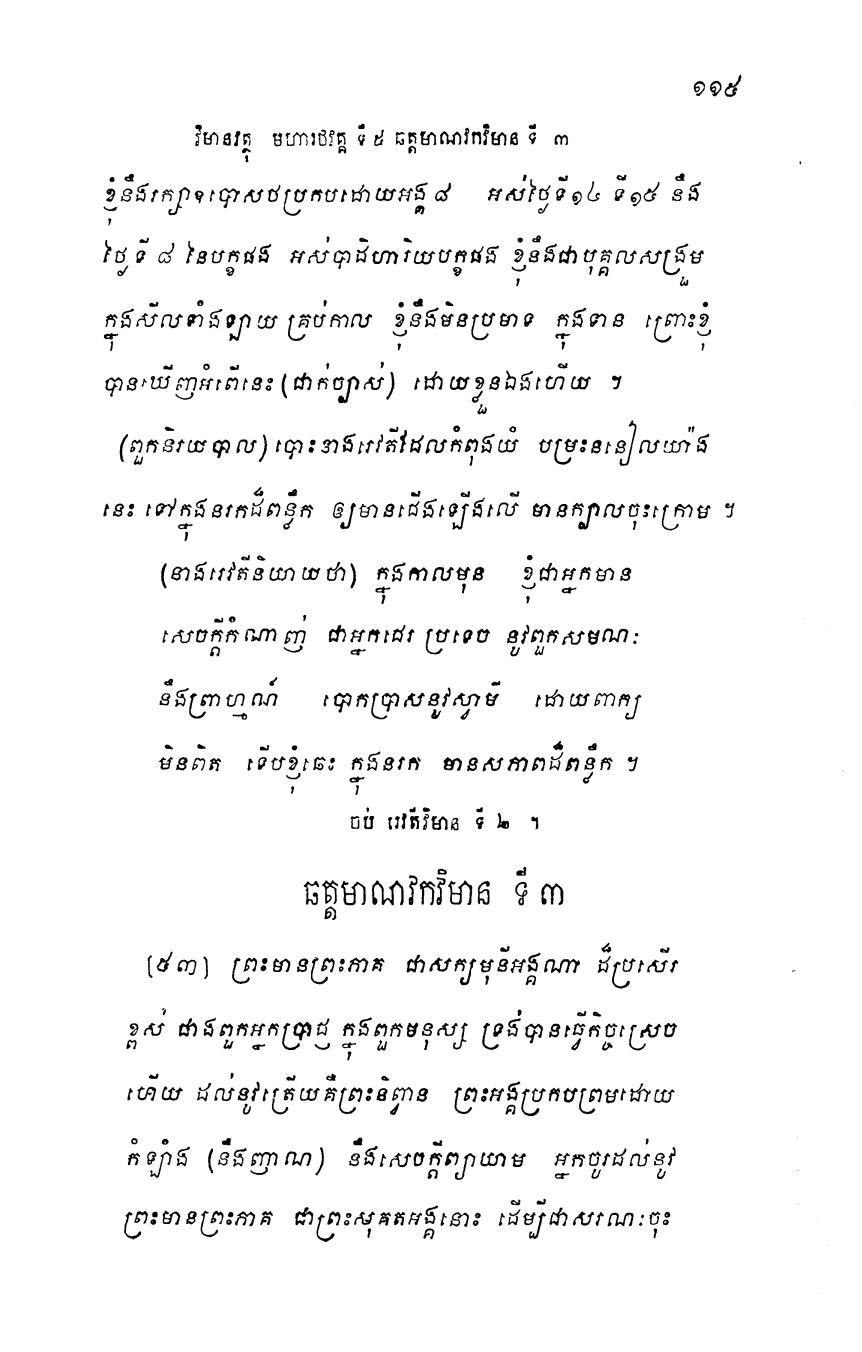 ១១៥
វិមានវត្ថុ មហារថវគ្គ ទី ៥ ឆត្តមាណវកវិមាន ទី ៣
ខ្ញុំនឹងរក្សាឧបោសថប្រកបដោយអង្គ ៨ អស់ថ្ងៃទី១៤ ទី១៥ នឹង
ថ្ងៃទី ៨ នៃបក្ខផង អស់បាដិហារិយបក្ខផង ខ្ញុំនឹងជាបុគ្គលសង្រួម
ក្នុងសីលទាំងឡាយ គ្រប់កាល ខ្ញុំនឹងមិនប្រមាទ ក្នុងទាន ព្រោះខ្ញុំ
បានឃើញអំពើនេះ (ជាក់ច្បាស់) ដោយខ្លួនឯងហើយ ។
(ពួកនិរយបាល) បោះនាងរេវតីដែលកំពុងយំ បម្រះននៀលយ៉ាង
នេះ ទៅក្នុងនរកដ៏ពន្លឹក ឲ្យមានជើងឡើងលើ មានក្បាលចុះក្រោម ។
(នាងរេវតីនិយាយថា) ក្នុងកាលមុន ខ្ញុំជាអ្នកមាន
សេចក្តីកំណាញ់ ជាអ្នកជេរ ប្រទេច នូវពួកសមណៈ
នឹងព្រាហ្មណ៍ បោកប្រាសនូវស្វាមី ដោយពាក្យ
មិនពិត ទើបខ្ញុំឆេះ ក្នុងនរក មានសភាពដ៏ពន្លឹក ។
ចប់ រេវតីវិមាន ទី ២ ។
ឆត្តមាណវកវិមាន ទី ៣
(៥៣) ព្រះមានព្រះភាគ ជាសក្យមុនីអង្គណា ដ៏ប្រសើរ
ខ្ពស់ ជាងពួកអ្នកប្រាជ្ញ ក្នុងពួកមនុស្ស ទ្រង់បានធ្វើកិច្ចស្រេច
ហើយ ដល់នូវត្រើយគឺព្រះនិព្វាន ព្រះអង្គប្រកបព្រមដោយ
កំឡាំង (នឹងញាណ) នឹងសេចក្តីព្យាយាម អ្នកចូរដល់នូវ
ព្រះមានព្រះភាគ ជាព្រះសុគតអង្គនោះ ដើម្បីជាសរណៈចុះ